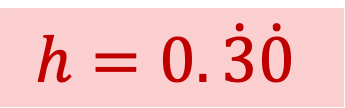 h = 0.3̇0̇